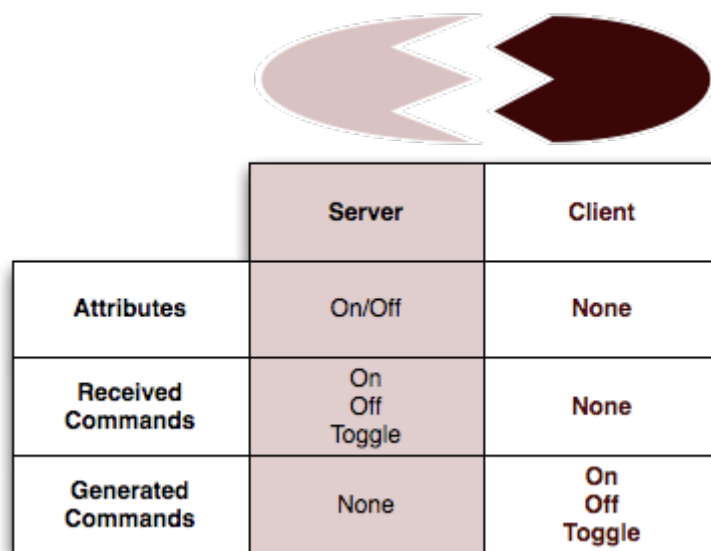 Server
Client
Attributes
On/Off
None
Received
Commands
On
Off
Toggle
None
Generated
Commands
None
On
Off
Toggle